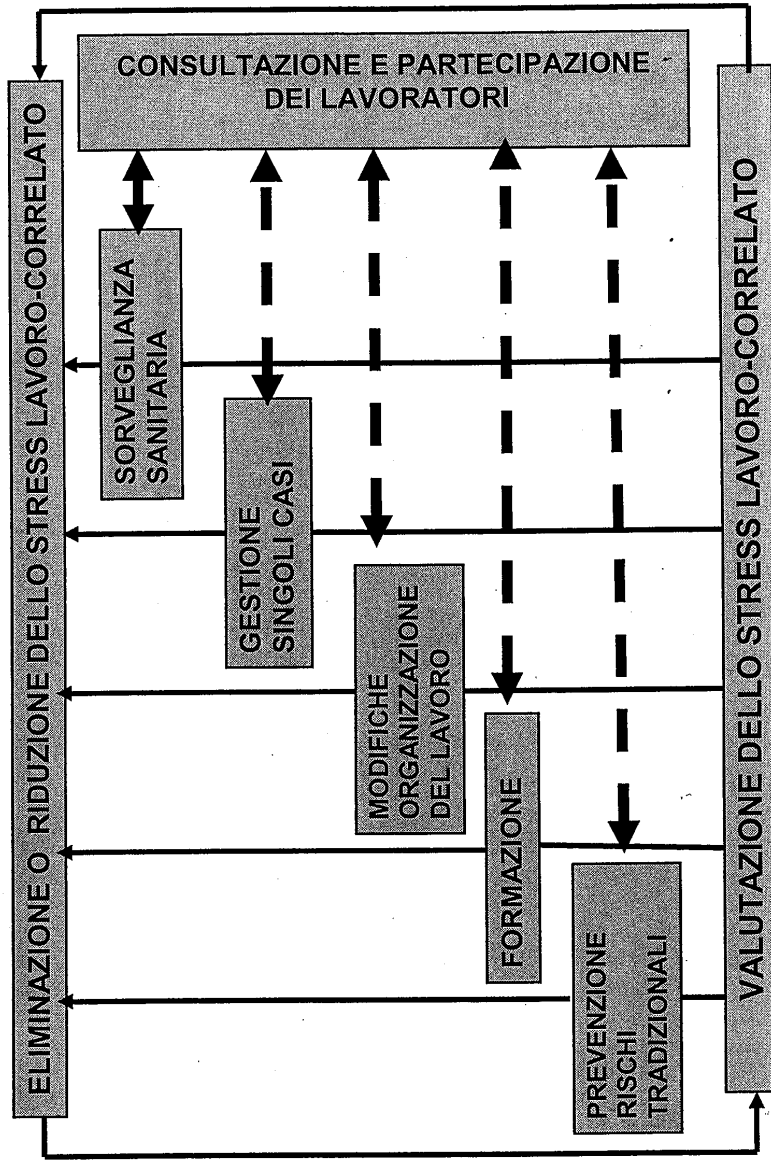 CONSULTAZIONE E PARTECIPAZIONE
DEI LAVORATORI
ELIMINAZIONE O RIDUZIONE DELLO STRESS LAVORO-CORRELATO
SORVEGLIANZA
SANITARIA
GESTIONE
SINGOLI CASI
MODIFICHE
ORGANIZZAZIONE
DEL LAVORO
FORMAZIONE
PREVENZIONE
RISCHI
TRADIZIONALI
VALUTAZIONE DELLO STRESS LAVORO-CORRELATO